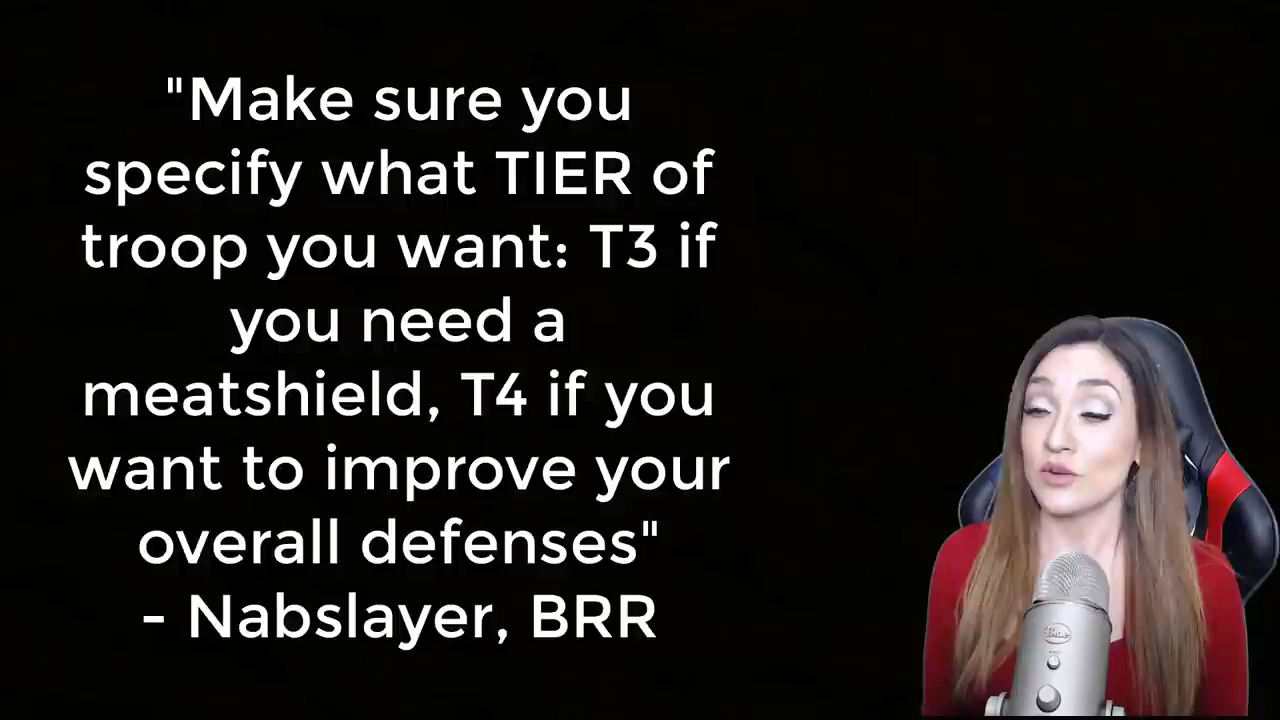 "Make sure you
specify what TIER of
troop you want: T3 if
you need a
meatshield, T4 if you
want to improve your
overall defenses"
- Nabslayer, BRR
Blue